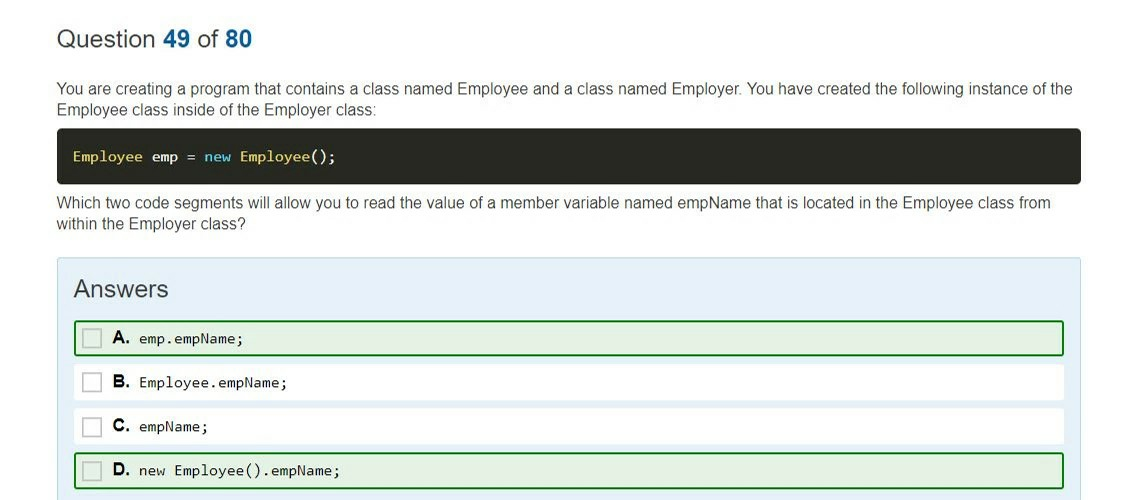 Question 49 of 80
You are creating a program that contains a class named Employee and a class named Employer. You have created the following instance of the
Employee class inside of the Employer class:
Employee emp = new Employee();
Which two code segments will allow you to read the value of a member variable named empName that is located in the Employee class from
within the Employer class?
Answers
A. emp.empName;
B. Employee.empName;
C. empName;
D. new Employee().empName;